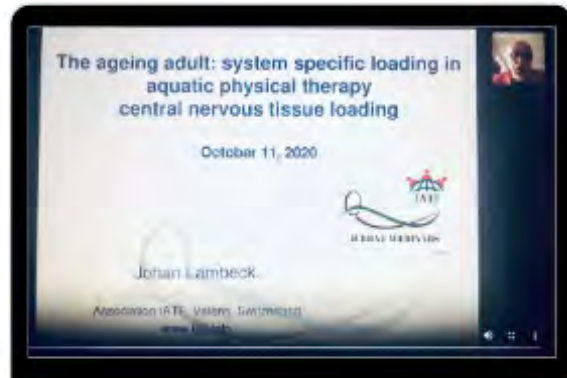 The ageing adult: system specific loading in
aquatic physical therapy
central nervous tissue loading
October 11, 2020
IATF
Johan Lambeck
Association IATF, Valens, Switzerland